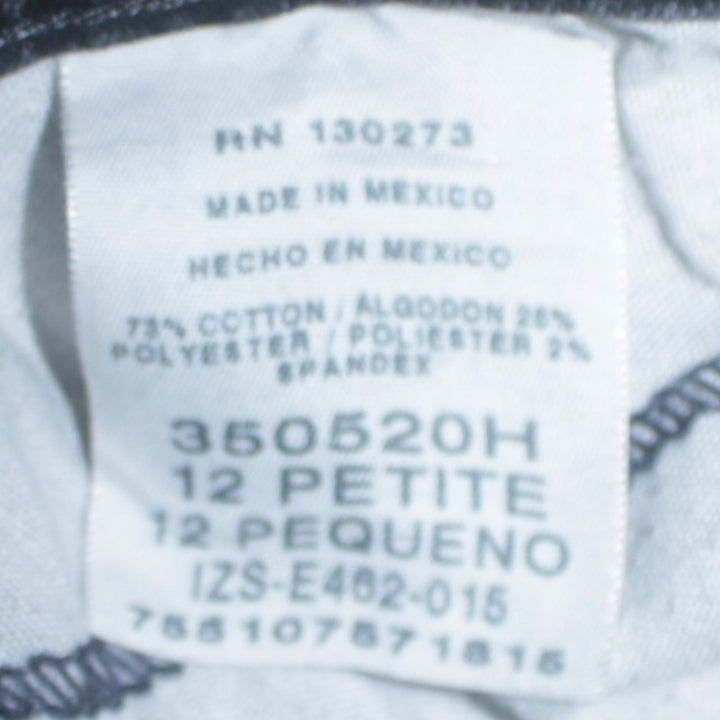 RN 130273
MADE IN MEXICO
HECHO EN MEXICO
73% COTTON / ALGODON 25%
POLYESTER / POLIESTER 2%
SPANDEX
350520H
12 PETITE
12 PEQUENO
IZS-E462-015